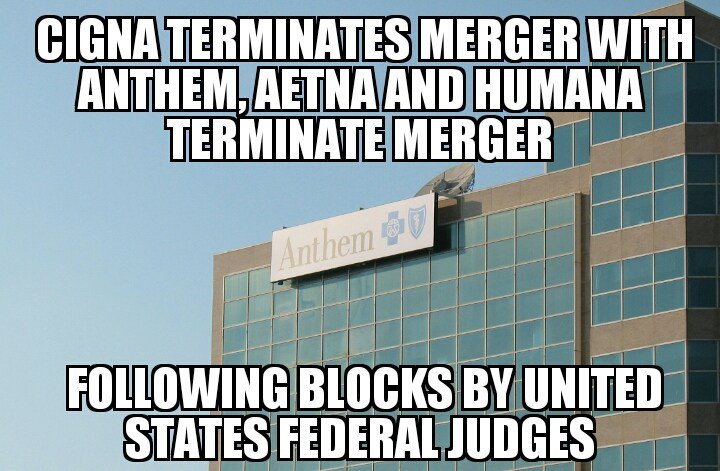 CIGNA TERMINATES MERGER WITH
ANTHEM, AETNA AND HUMANA
TERMINATE MERGER
Anthem
FOLLOWING BLOCKS BY UNITED
STATES FEDERAL JUDGES